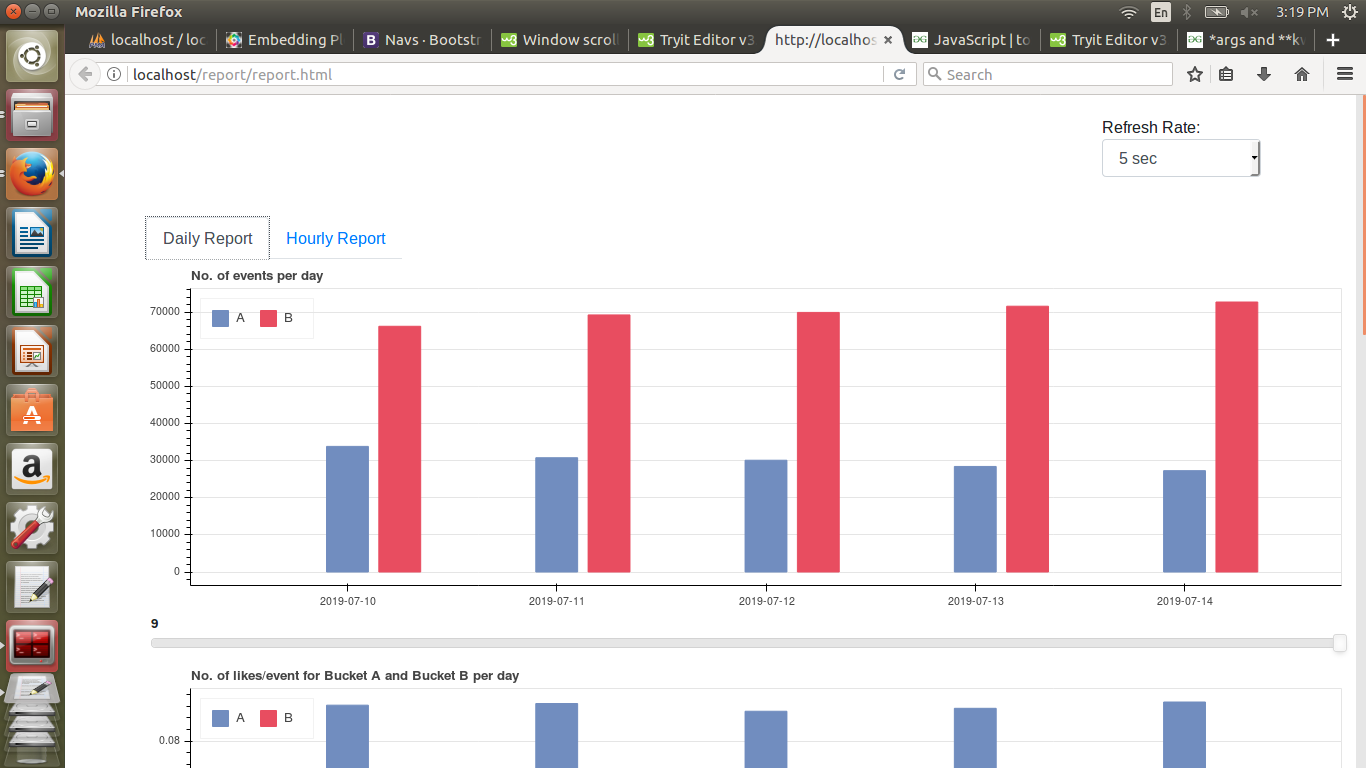 Mozilla Firefox
En
3:19 PM
localhost / loc
Embedding Pl
Navs · Bootstr
Window scrol
Tryit Editor v3
http://localhos
JavaScript | to
Tryit Editor v3
*args and **kv
localhost/report/report.html
Search
Refresh Rate:
5 sec
Daily Report
Hourly Report
No. of events per day
A B
70000
60000
50000
40000
30000
20000
10000
0
2019-07-10 2019-07-11 2019-07-12 2019-07-13 2019-07-14
9
No. of likes/event for Bucket A and Bucket B per day
A B
0.08